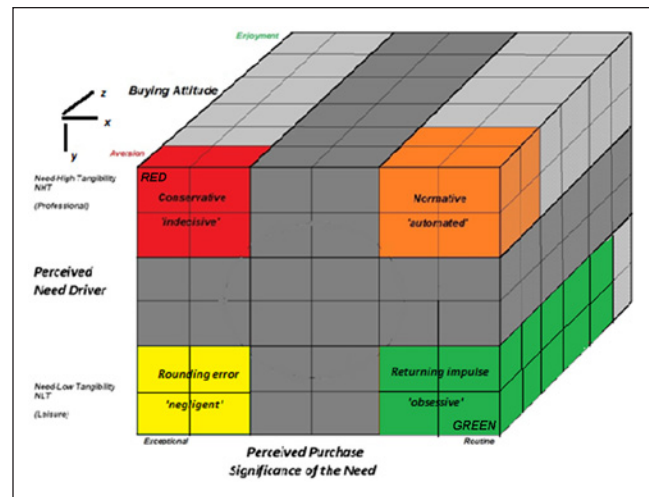 Enjoyment
Buying Attitude
z
x
y
Aversion
RED
Need-High Tangibility
NHT
(Professional)
Conservative
'indecisive'
Normative
'automated'
Perceived
Need Driver
Need-Low Tangibility
NLT
(Leisure)
Rounding error
'negligent'
Returning impulse
'obsessive'
GREEN
Exceptional
Routine
Perceived Purchase
Significance of the Need